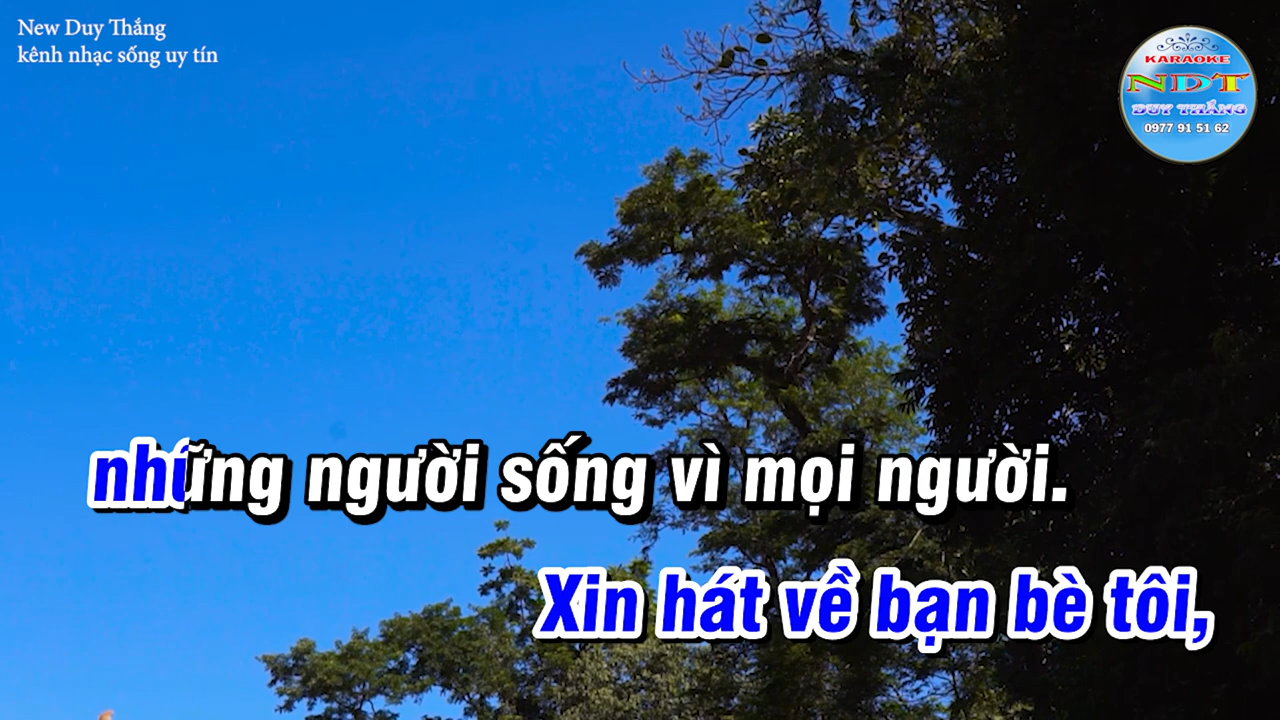 New Duy Thắng
kênh nhạc sống uy tín
KARAOKE
NDT
DUY THẮNG
0977 91 51 62
những người sống vì mọi người.
Xin hát về bạn bè tôi,